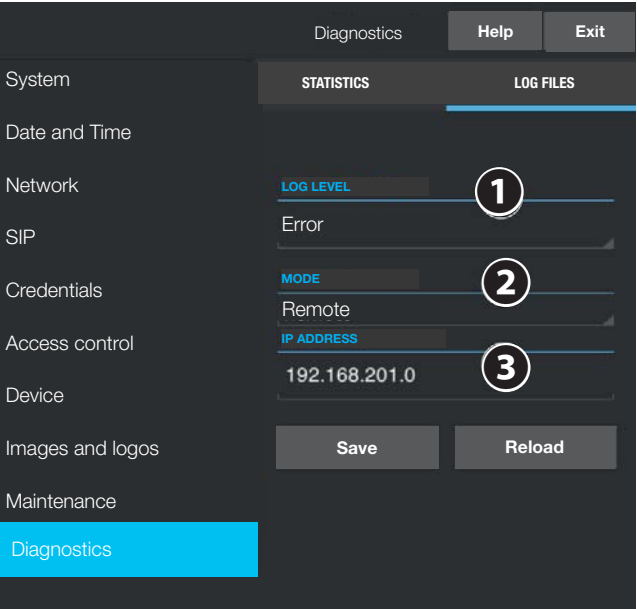 Diagnostics
Help
Exit
System
Date and Time
Network
SIP
Credentials
Access control
Device
Images and logos
Maintenance
Diagnostics
STATISTICS
LOG FILES
LOG LEVEL
1
Error
MODE
2
Remote
IP ADDRESS
3
192.168.201.0
Save
Reload